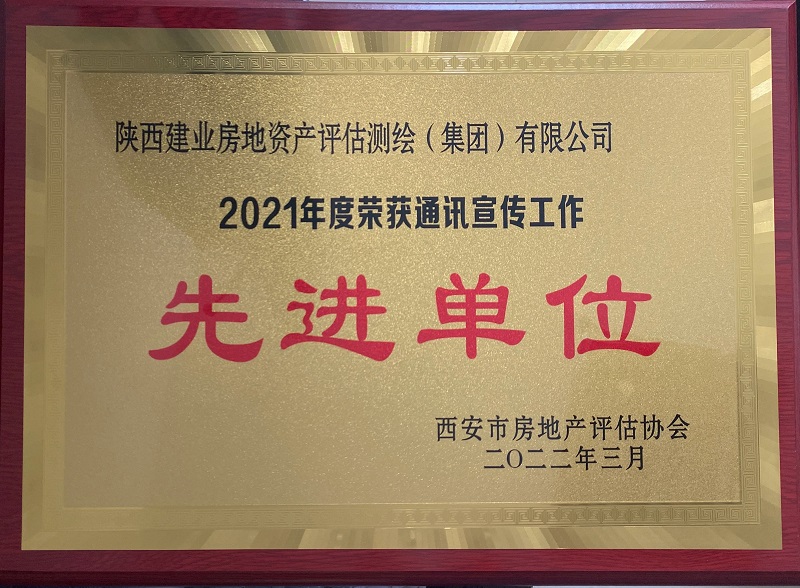 陕西建业房地资产评估测绘（集团）有限公司
2021年度荣获通讯宣传工作
先进单位
西安市房地产评估协会
二〇二二年三月